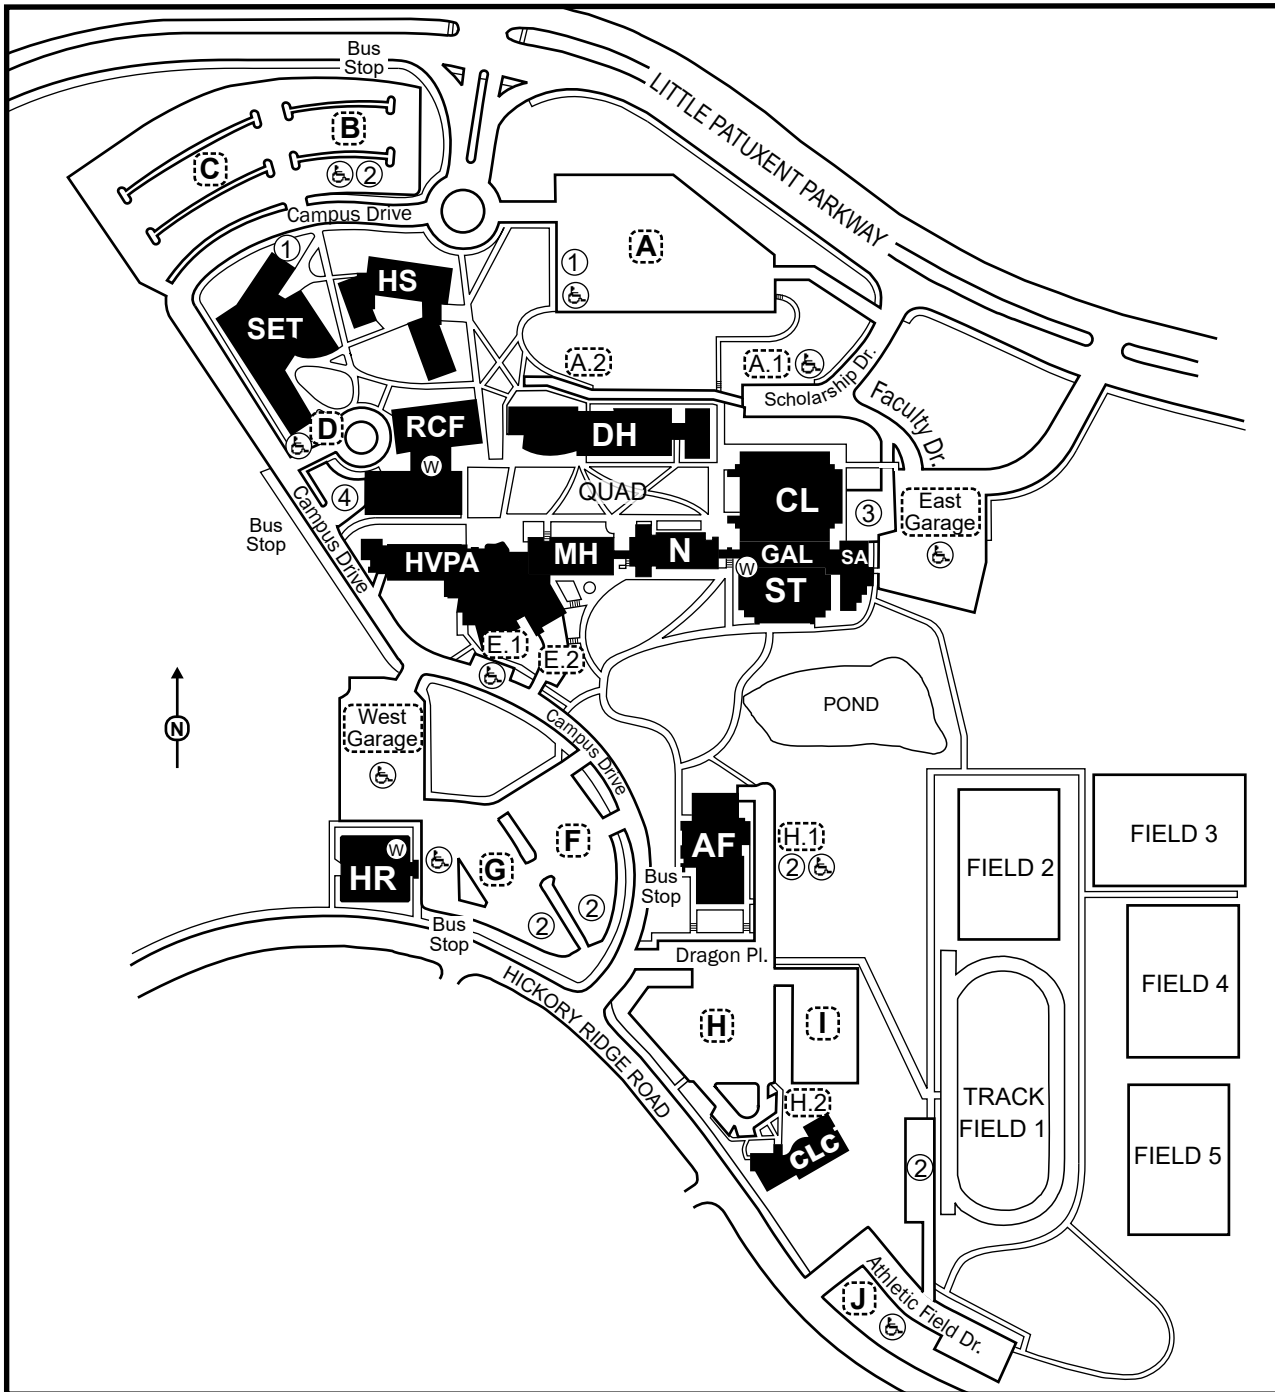 Bus
Stop
LITTLE PATUXENT PARKWAY
B
C
2
Campus Drive
A
1
1
HS
SET
A.2
A.1
Scholarship Dr.
Faculty Dr.
D
RCF
W
DH
QUAD
CL
East
Garage
4
3
Campus Drive
Bus
Stop
HVPA
MH
N
GAL
SA
W
ST
E.1
E.2
N
West
Garage
Campus Drive
POND
F
AF
H.1
2
FIELD 3
FIELD 2
W
HR
G
Bus
Stop
2
2
Bus
Stop
Dragon Pl.
HICKORY RIDGE ROAD
H
I
FIELD 4
H.2
TRACK
FIELD 1
CLC
2
FIELD 5
J
Athletic Field Dr.